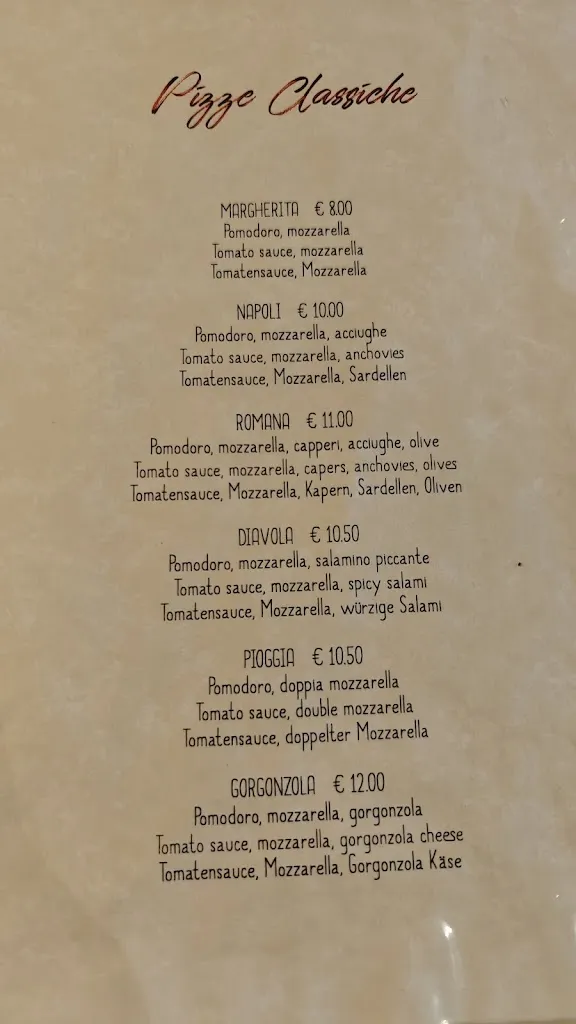 Pizze Classiche
MARGHERITA € 8.00
Pomodoro, mozzarella
Tomato sauce, mozzarella
Tomatensauce, Mozzarella
NAPOLI € 10.00
Pomodoro, mozzarella, acciughe
Tomato sauce, mozzarella, anchovies
Tomatensauce, Mozzarella, Sardellen
ROMANA € 11.00
Pomodoro, mozzarella, capperi, acciughe, olive
Tomato sauce, mozzarella, capers, anchovies, olives
Tomatensauce, Mozzarella, Kapern, Sardellen, Oliven
DIAVOLA € 10.50
Pomodoro, mozzarella, salamino piccante
Tomato sauce, mozzarella, spicy salami
Tomatensauce, Mozzarella, würzige Salami
PIOGGIA € 10.50
Pomodoro, doppia mozzarella
Tomato sauce, double mozzarella
Tomatensauce, doppelter Mozzarella
GORGONZOLA € 12.00
Pomodoro, mozzarella, gorgonzola
Tomato sauce, mozzarella, gorgonzola cheese
Tomatensauce, Mozzarella, Gorgonzola Käse